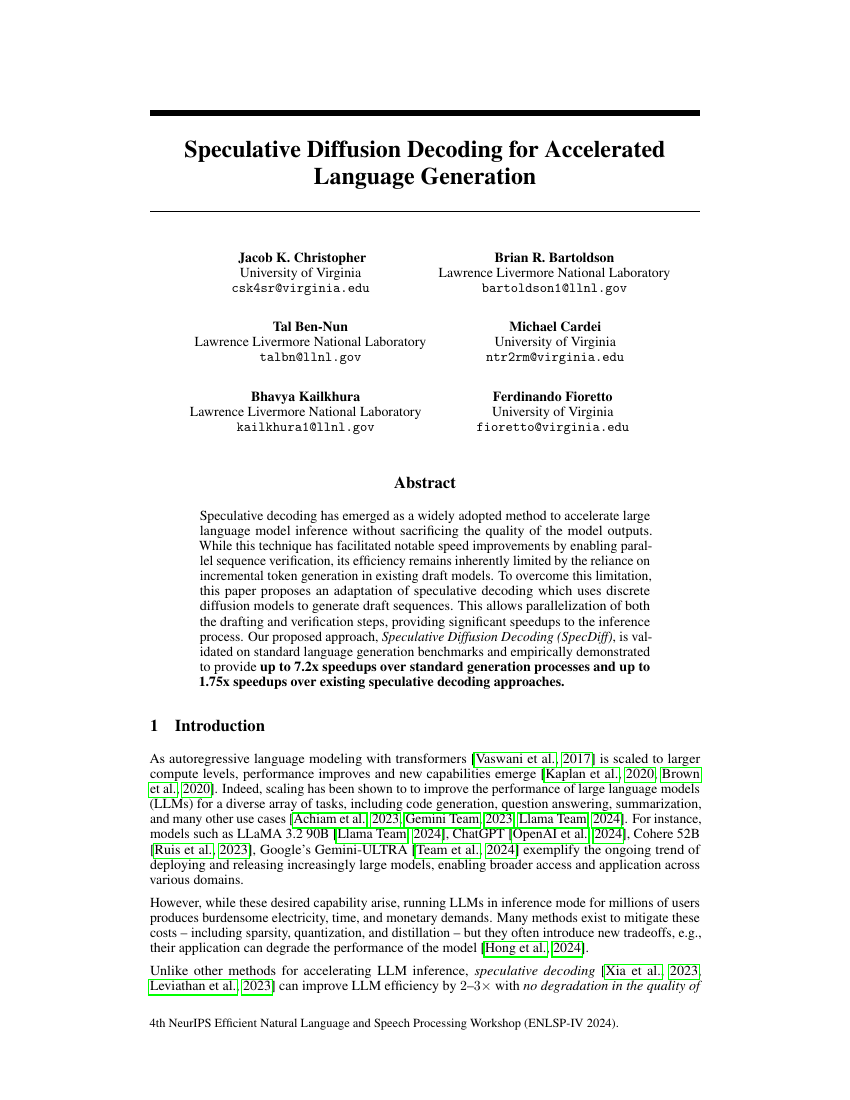 Speculative Diffusion Decoding for Accelerated
Language Generation
Jacob K. Christopher
University of Virginia
csk4sr@virginia.edu
Brian R. Bartoldson
Lawrence Livermore National Laboratory
bartoldson1@llnl.gov
Tal Ben-Nun
Lawrence Livermore National Laboratory
talbn@llnl.gov
Michael Cardei
University of Virginia
ntr2rm@virginia.edu
Bhavya Kailkhura
Lawrence Livermore National Laboratory
kailkhura1@llnl.gov
Ferdinando Fioretto
University of Virginia
fioretto@virginia.edu
Abstract
Speculative decoding has emerged as a widely adopted method to accelerate large
language model inference without sacrificing the quality of the model outputs.
While this technique has facilitated notable speed improvements by enabling paral-
lel sequence verification, its efficiency remains inherently limited by the reliance on
incremental token generation in existing draft models. To overcome this limitation,
this paper proposes an adaptation of speculative decoding which uses discrete
diffusion models to generate draft sequences. This allows parallelization of both
the drafting and verification steps, providing significant speedups to the inference
process. Our proposed approach, Speculative Diffusion Decoding (SpecDiff), is val-
idated on standard language generation benchmarks and empirically demonstrated
to provide up to 7.2x speedups over standard generation processes and up to
1.75x speedups over existing speculative decoding approaches.
1 Introduction
As autoregressive language modeling with transformers [Vaswani et al., 2017] is scaled to larger
compute levels, performance improves and new capabilities emerge [Kaplan et al., 2020, Brown
et al., 2020]. Indeed, scaling has been shown to to improve the performance of large language models
(LLMs) for a diverse array of tasks, including code generation, question answering, summarization,
and many other use cases [Achiam et al., 2023, Gemini Team, 2023, Llama Team, 2024]. For instance,
models such as LLaMA 3.2 90B [Llama Team, 2024], ChatGPT [OpenAI et al., 2024], Cohere 52B
[Ruis et al., 2023], Google's Gemini-ULTRA [Team et al., 2024] exemplify the ongoing trend of
deploying and releasing increasingly large models, enabling broader access and application across
various domains.
However, while these desired capability arise, running LLMs in inference mode for millions of users
produces burdensome electricity, time, and monetary demands. Many methods exist to mitigate these
costs – including sparsity, quantization, and distillation – but they often introduce new tradeoffs, e.g.,
their application can degrade the performance of the model [Hong et al., 2024].
Unlike other methods for accelerating LLM inference, speculative decoding [Xia et al., 2023,
Leviathan et al., 2023] can improve LLM efficiency by 2–3× with no degradation in the quality of
4th NeurIPS Efficient Natural Language and Speech Processing Workshop (ENLSP-IV 2024).